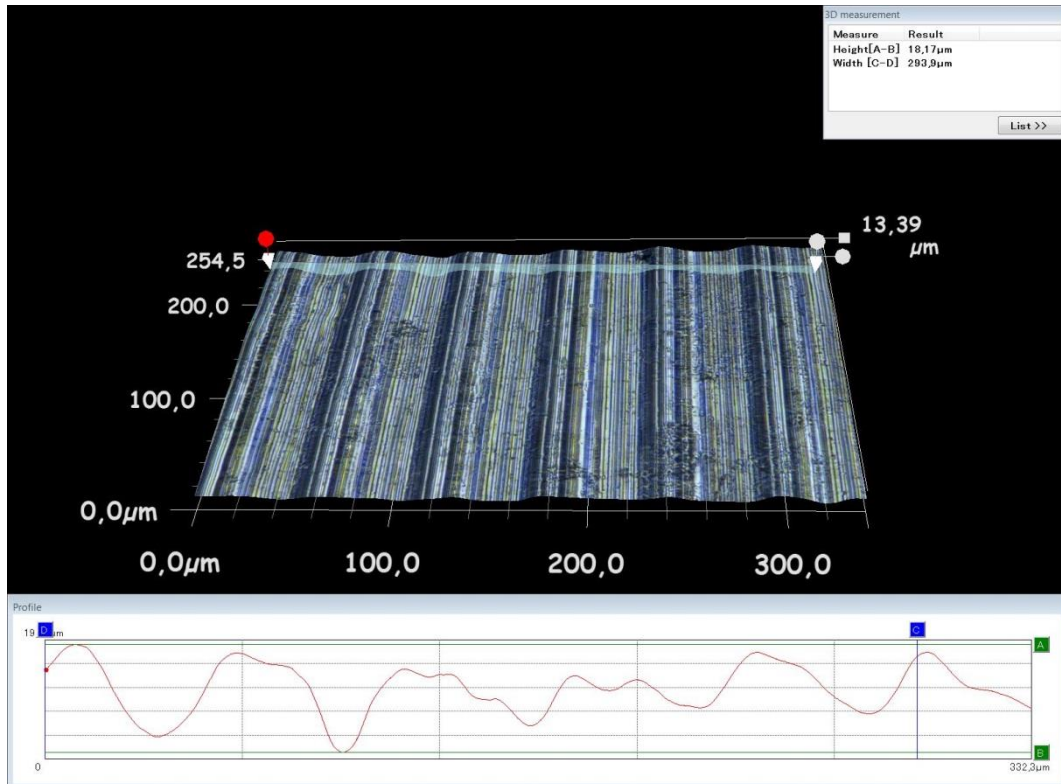 3D measurement
Measure Result
Height[A-B] 18,17µm
Width [C-D] 293,9µm
List >>
13,39
µm
254,5
200,0
100,0
0,0µm
0,0µm 100,0 200,0 300,0
Profile
19 D µm C
A
B
0 332,3µm